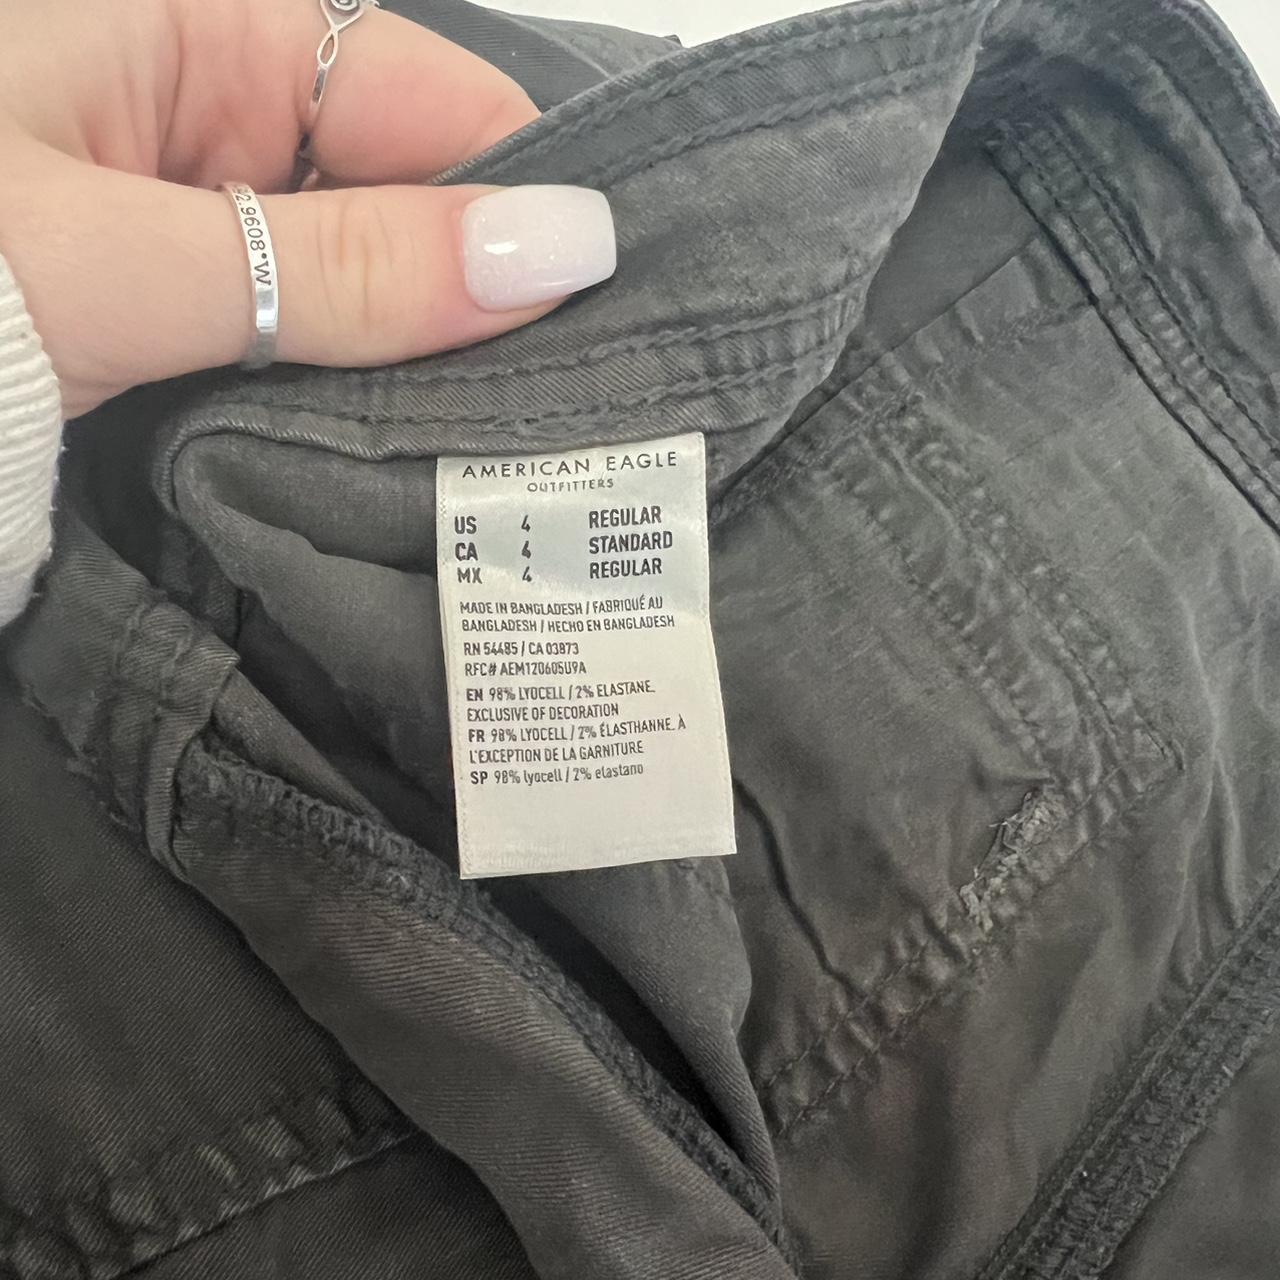 2.9608•W
AMERICAN EAGLE
OUTFITTERS
US 4 REGULAR
CA 4 STANDARD
MX 4 REGULAR
MADE IN BANGLADESH / FABRIQUÉ AU
BANGLADESH / HECHO EN BANGLADESH
RN 54485 / CA 03873
RFC# AEM120605U9A
EN 98% LYOCELL / 2% ELASTANE.
EXCLUSIVE OF DECORATION
FR 98% LYOCELL / 2% ÉLASTHANNE. À
L'EXCEPTION DE LA GARNITURE
SP 98% lyocell / 2% elastano